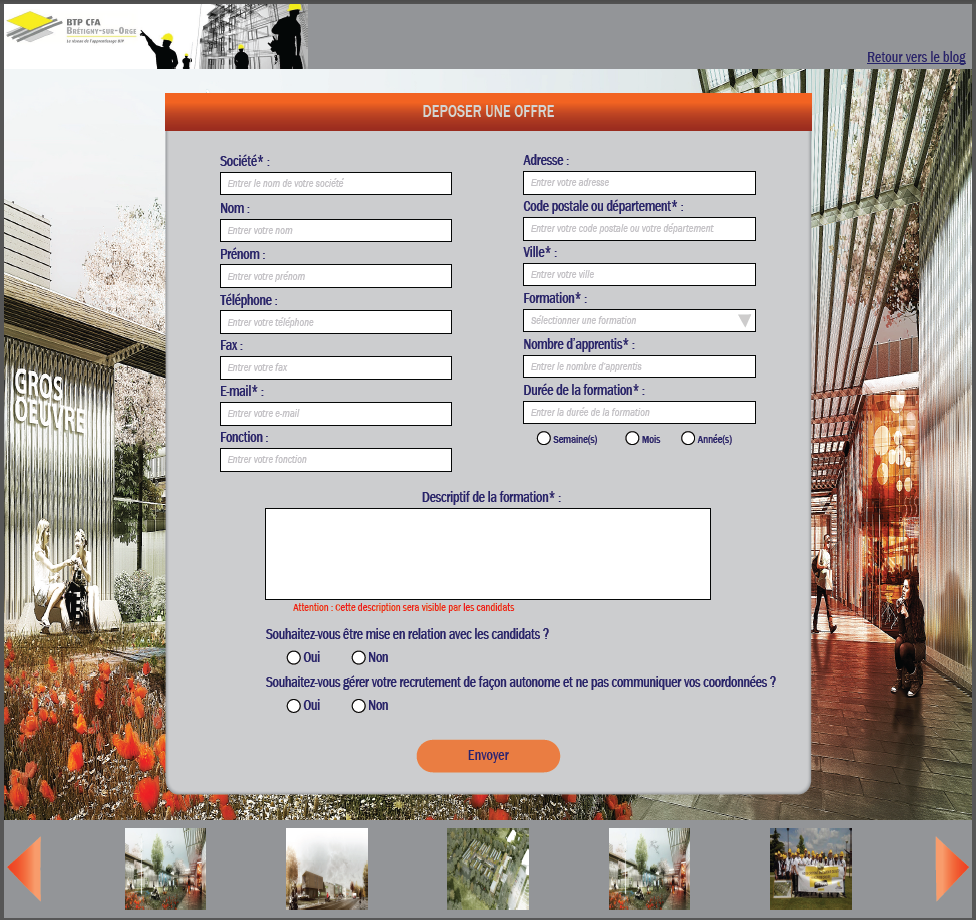 BTP CFA
BRÉTIGNY-SUR-ORGE
Le réseau de l'apprentissage BTP
Retour vers le blog
DEPOSER UNE OFFRE
Société* :
Entrer le nom de votre société
Nom :
Entrer votre nom
Prénom :
Entrer votre prénom
Téléphone :
Entrer votre téléphone
Fax :
Entrer votre fax
E-mail* :
Entrer votre e-mail
Fonction :
Entrer votre fonction
Adresse :
Entrer votre adresse
Code postale ou département* :
Entrer votre code postale ou votre département
Ville* :
Entrer votre ville
Formation* :
Sélectionner une formation
Nombre d'apprentis* :
Entrer le nombre d'apprentis
Durée de la formation* :
Entrer la durée de la formation
Semaine(s) Mois Année(s)
Descriptif de la formation* :
Attention : Cette description sera visible par les candidats
Souhaitez-vous être mise en relation avec les candidats ?
Oui Non
Souhaitez-vous gérer votre recrutement de façon autonome et ne pas communiquer vos coordonnées ?
Oui Non
Envoyer
GROS
OEUVRE